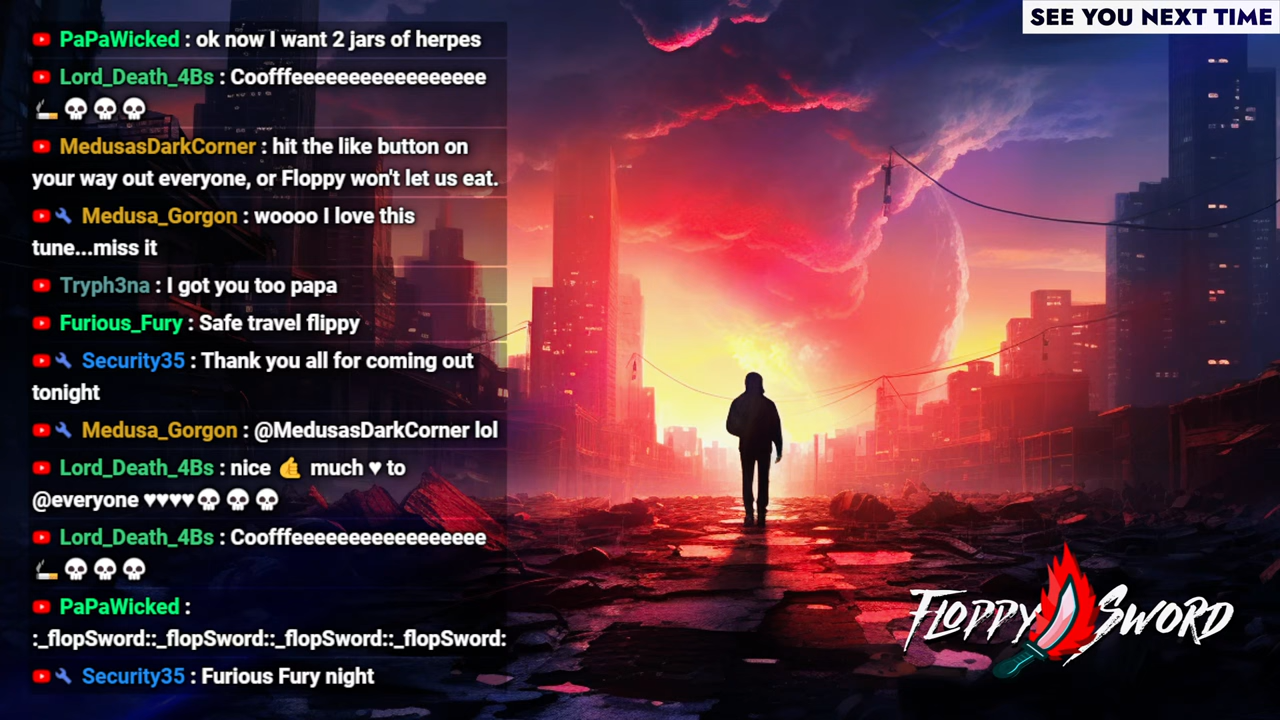 SEE YOU NEXT TIME
PaPaWicked : ok now I want 2 jars of herpes
Lord_Death_4Bs : Coofffeeeeeeeeeeeeeeeee
🚬💀💀💀
MedusasDarkCorner : hit the like button on
your way out everyone, or Floppy won't let us eat.
Medusa_Gorgon : woooo I love this
tune...miss it
Tryph3na : I got you too papa
Furious_Fury : Safe travel flippy
Security35 : Thank you all for coming out
tonight
Medusa_Gorgon : @MedusasDarkCorner lol
Lord_Death_4Bs : nice 🤙 much ♥ to
@everyone ♥♥♥♥💀💀💀
Lord_Death_4Bs : Coofffeeeeeeeeeeeeeeeee
🚬💀💀💀
PaPaWicked :
:_flopSword::_flopSword::_flopSword::_flopSword:
Security35 : Furious Fury night
FLOPPY SWORD